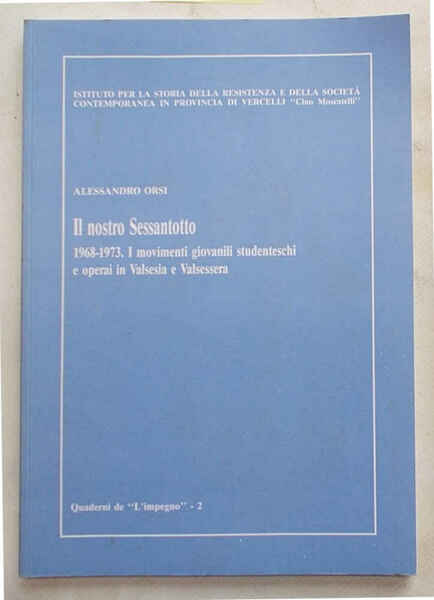 ISTITUTO PER LA STORIA DELLA RESISTENZA E DELLA SOCIETÀ
CONTEMPORANEA IN PROVINCIA DI VERCELLI "Cino Moscatelli"
ALESSANDRO ORSI
Il nostro Sessantotto
1968-1973. I movimenti giovanili studenteschi
e operai in Valsesia e Valsessera
Quaderni de "L'impegno" - 2